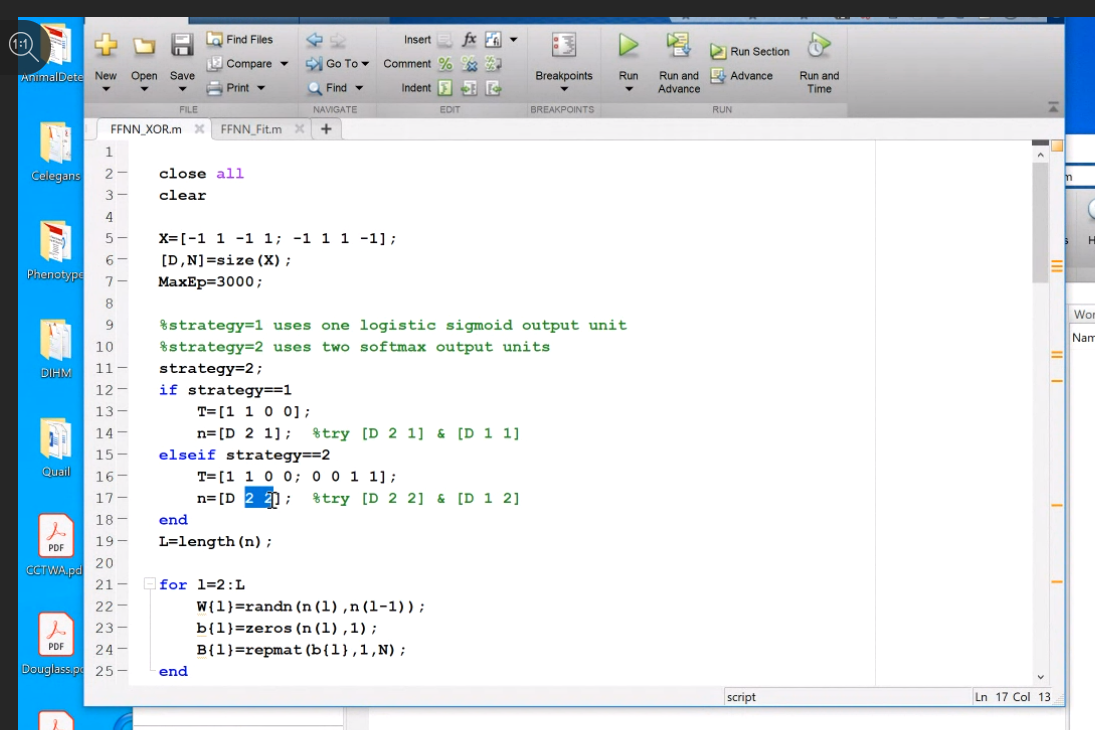 1:1
Find Files
Insert fx
Compare
Go To
Comment %
Run Section
New Open Save
Print
Find
Indent
Breakpoints
Run
Run and Advance
Advance
Run and Time
FILE
NAVIGATE
EDIT
BREAKPOINTS
RUN
FFNN_XOR.m
FFNN_Fit.m
1
2 close all
3 clear
4
5 X=[-1 1 -1 1; -1 1 1 -1];
6 [D,N]=size(X);
7 MaxEp=3000;
8
9 %strategy=1 uses one logistic sigmoid output unit
10 %strategy=2 uses two softmax output units
11 strategy=2;
12 if strategy==1
13 T=[1 1 0 0];
14 n=[D 2 1]; %try [D 2 1] & [D 1 1]
15 elseif strategy==2
16 T=[1 1 0 0; 0 0 1 1];
17 n=[D 2 2]; %try [D 2 2] & [D 1 2]
18 end
19 L=length(n);
20
21 for l=2:L
22 W{l}=randn(n(l),n(l-1));
23 b{l}=zeros(n(l),1);
24 B{l}=repmat(b{l},1,N);
25 end
script
Ln 17 Col 13
AnimalDete
Celegans
Phenotype
DIHM
Quail
PDF
CCTWA.pd
PDF
Douglass.pd
Wor
Nam